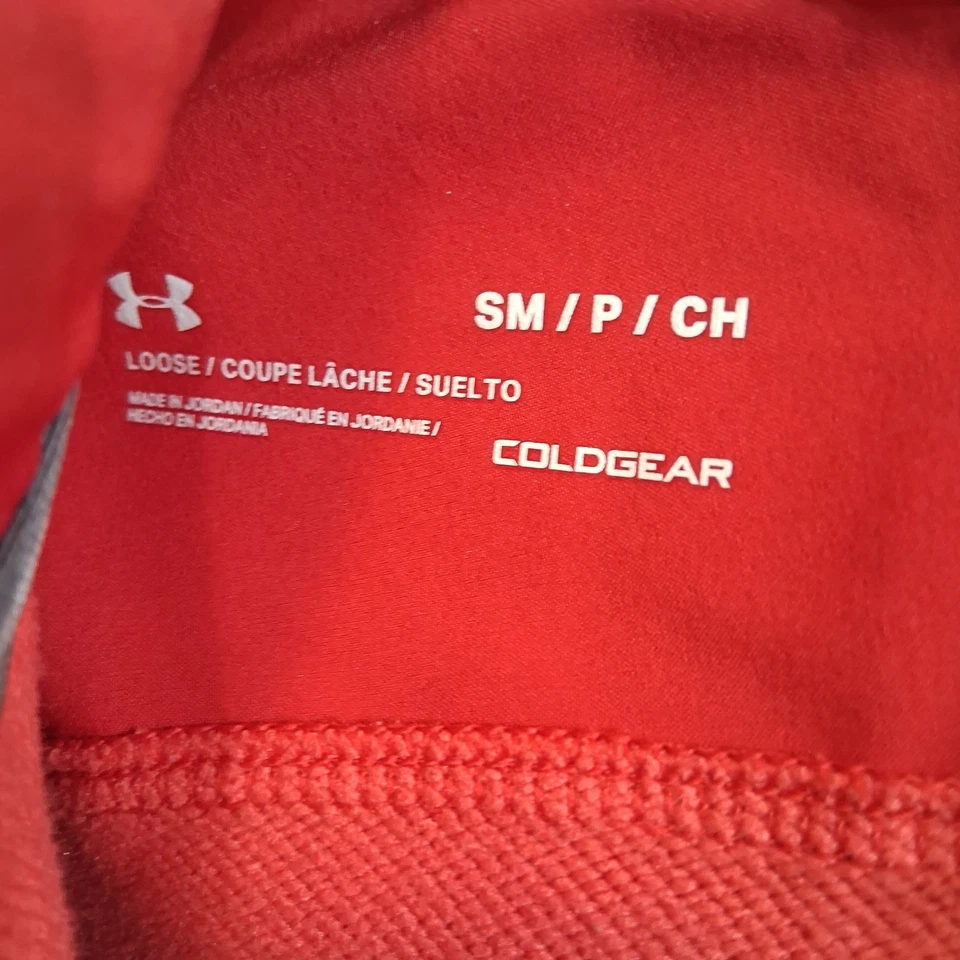 SM / P / CH
LOOSE / COUPE LÂCHE / SUELTO
MADE IN JORDAN / FABRIQUÉ EN JORDANIE /
HECHO EN JORDANIA
COLDGEAR